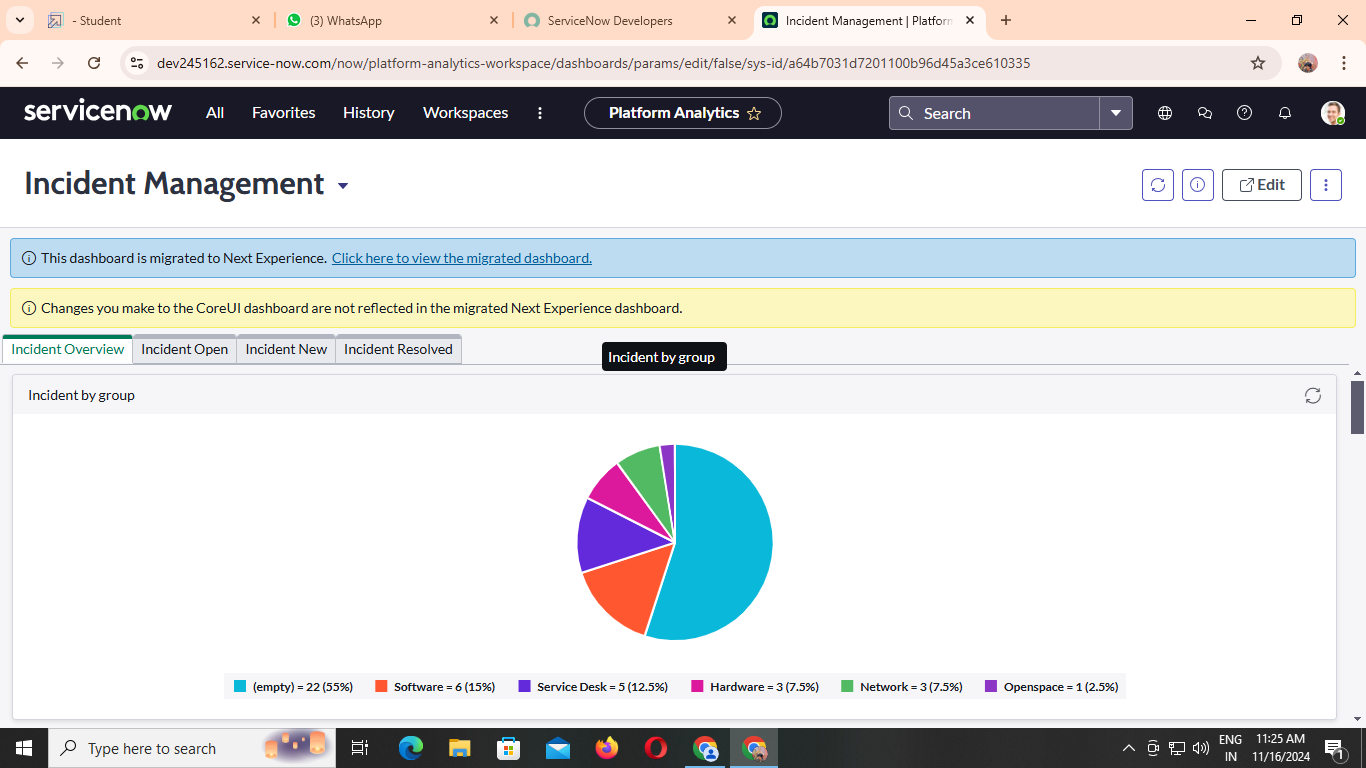 - Student
(3) WhatsApp
ServiceNow Developers
Incident Management | Platform
dev245162.service-now.com/now/platform-analytics-workspace/dashboards/params/edit/false/sys-id/a64b7031d7201100b96d45a3ce610335
servicenow All Favorites History Workspaces Platform Analytics Search
Incident Management
Edit
This dashboard is migrated to Next Experience. Click here to view the migrated dashboard.
Changes you make to the CoreUI dashboard are not reflected in the migrated Next Experience dashboard.
Incident Overview Incident Open Incident New Incident Resolved
Incident by group
Incident by group
(empty) = 22 (55%) Software = 6 (15%) Service Desk = 5 (12.5%) Hardware = 3 (7.5%) Network = 3 (7.5%) Openspace = 1 (2.5%)
Type here to search
ENG
IN
11:25 AM
11/16/2024
1